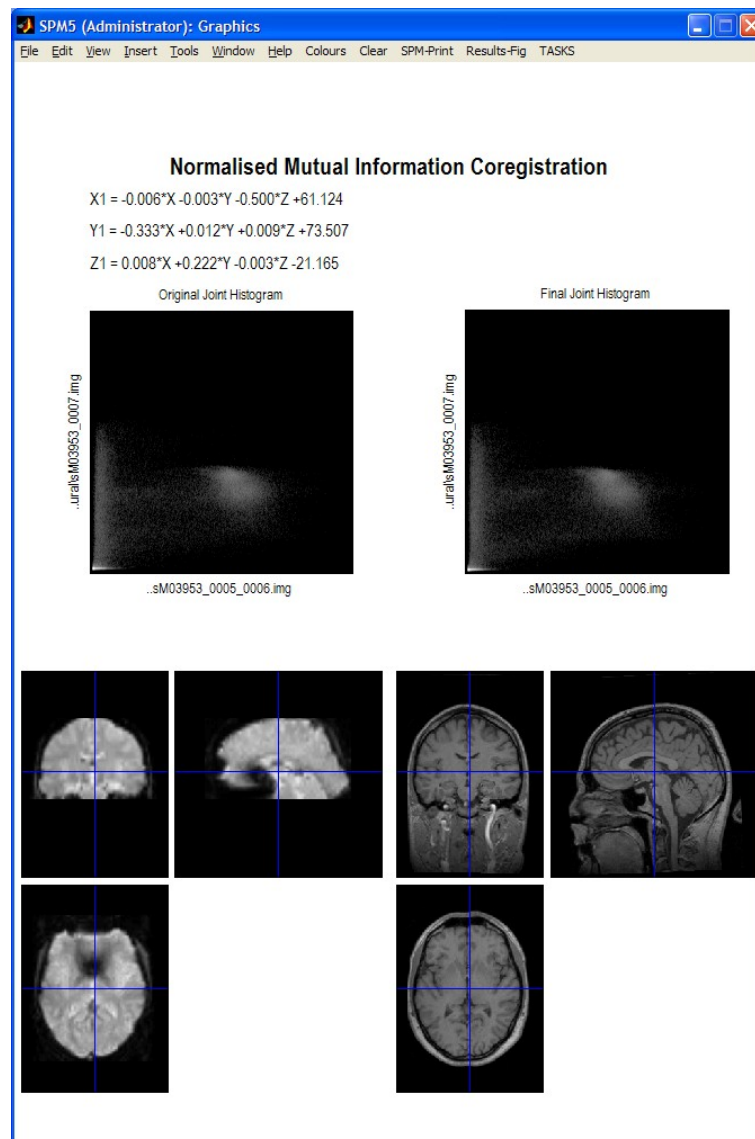 SPM5 (Administrator): Graphics
File Edit View Insert Tools Window Help Colours Clear SPM-Print Results-Fig TASKS
Normalised Mutual Information Coregistration
X1 = -0.006*X -0.003*Y -0.500*Z +61.124
Y1 = -0.333*X +0.012*Y +0.009*Z +73.507
Z1 = 0.008*X +0.222*Y -0.003*Z -21.165
Original Joint Histogram
..ural\sM03953_0007.img
..sM03953_0005_0006.img
Final Joint Histogram
..ural\sM03953_0007.img
..sM03953_0005_0006.img